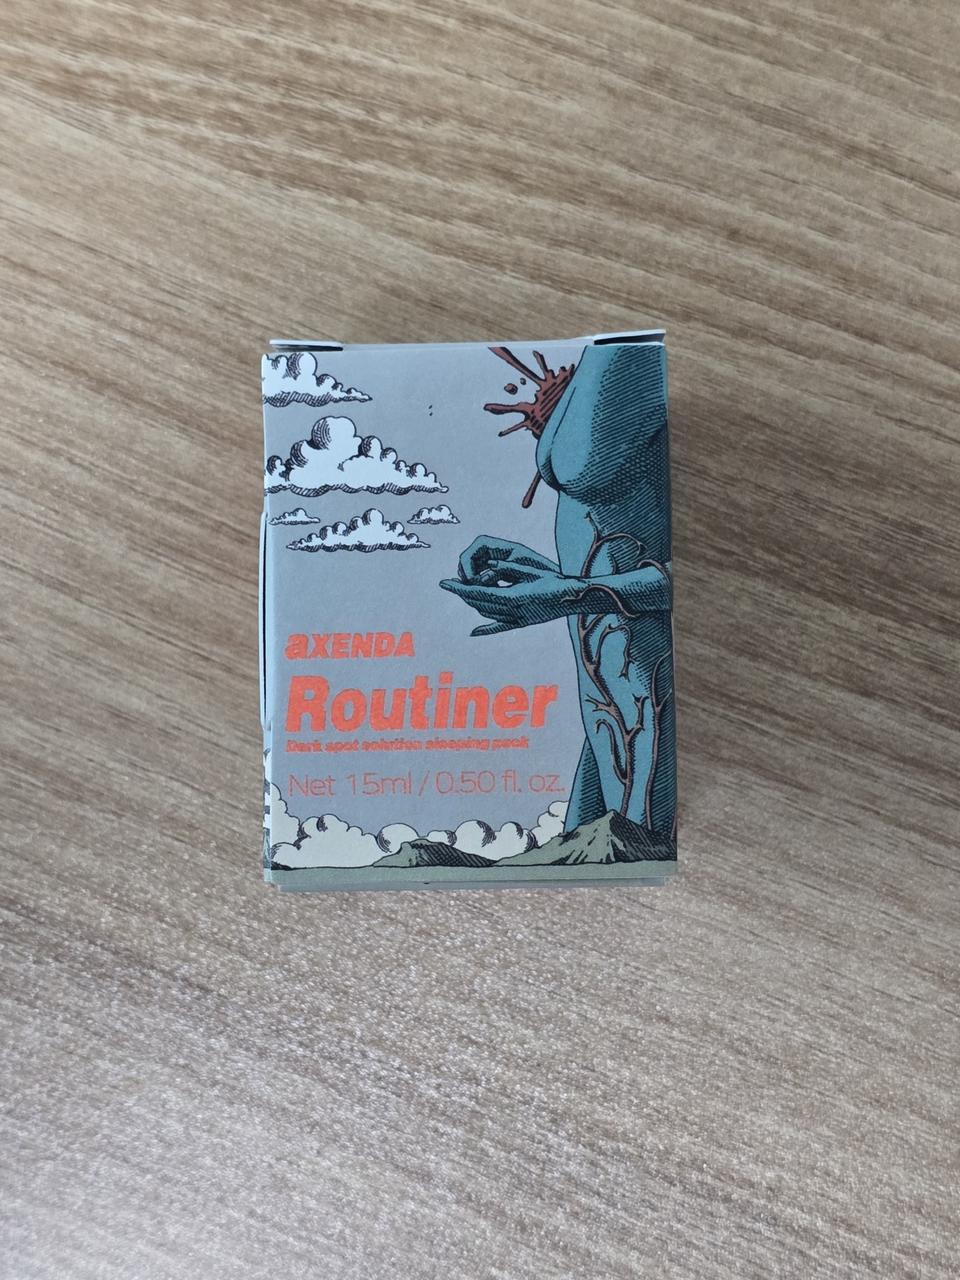 aXENDA
Routiner
Dark spot solution sleeping pack
Net 15ml / 0.50 fl. oz.